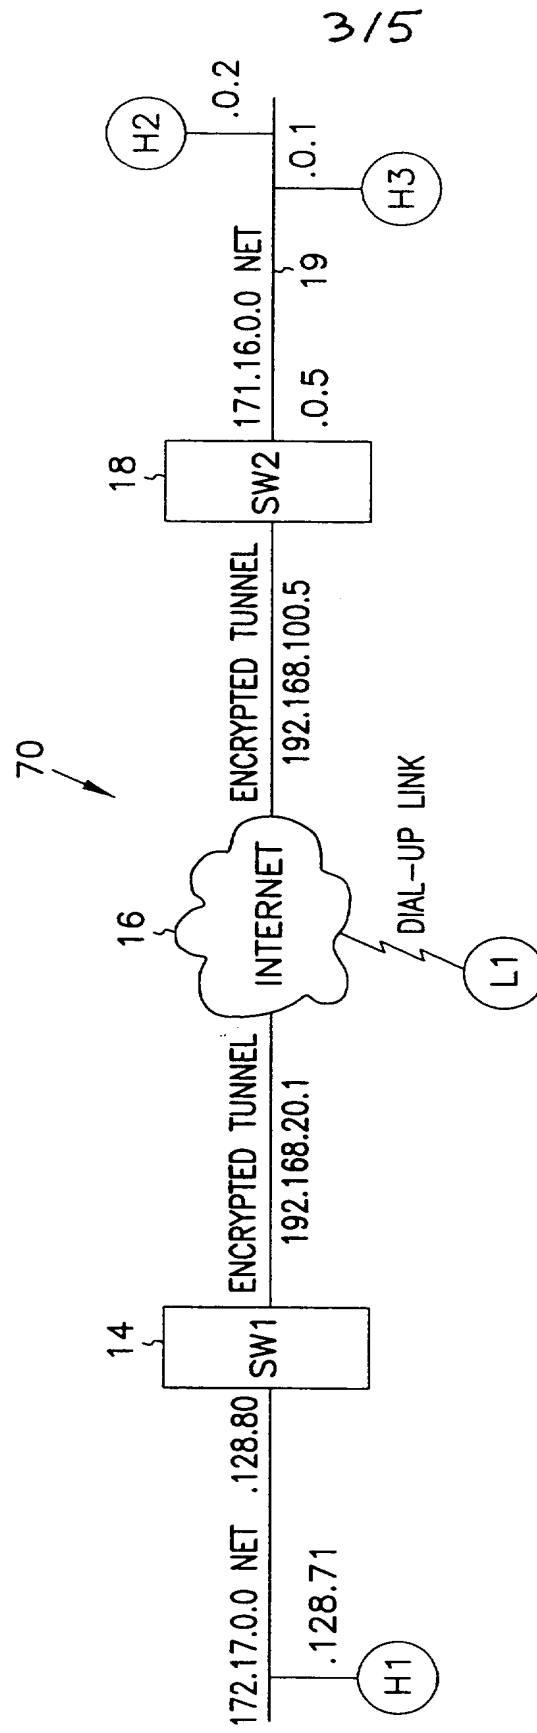 3/5
70
172.17.0.0 NET
.128.80
.128.71
H1
14
SW1
ENCRYPTED TUNNEL
192.168.20.1
16
INTERNET
DIAL-UP LINK
L1
ENCRYPTED TUNNEL
192.168.100.5
18
SW2
171.16.0.0 NET
.0.5
19
H2
.0.2
.0.1
H3